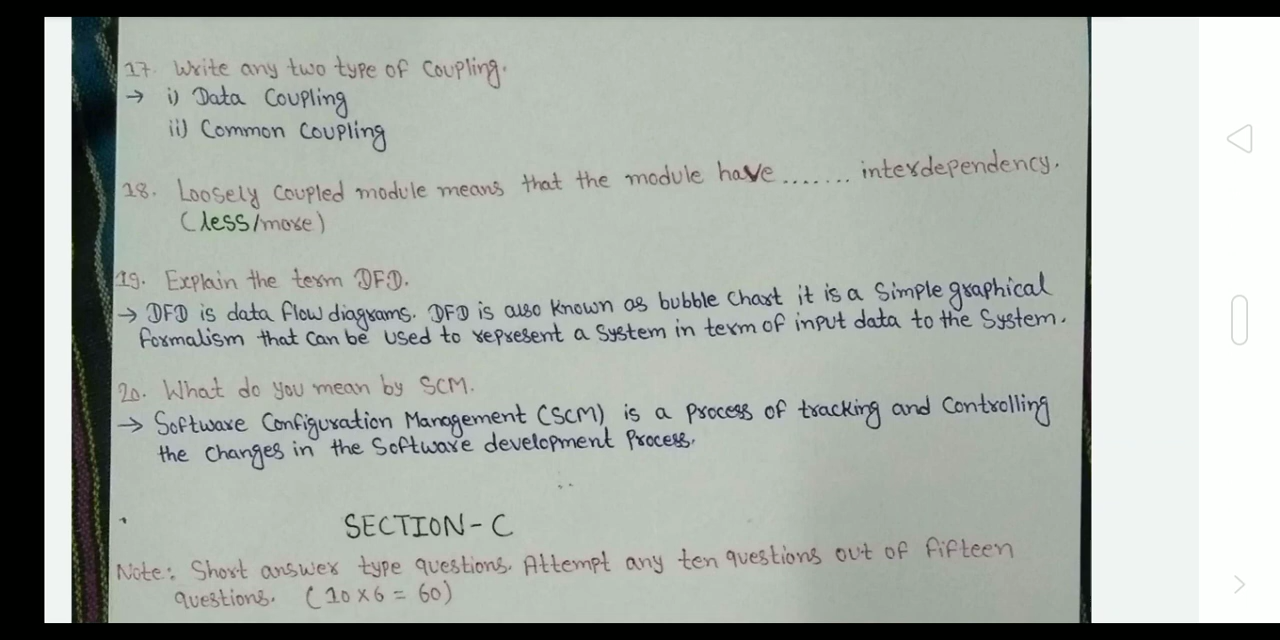 17. Write any two type of Coupling.
→ i) Data Coupling
ii) Common Coupling
18. Loosely coupled module means that the module have ....... interdependency.
(less/more)
19. Explain the term DFD.
→ DFD is data flow diagrams. DFD is also known as bubble chart it is a Simple graphical
formalism that can be used to represent a System in term of input data to the System.
20. What do you mean by SCM.
→ Software Configuration Management (SCM) is a process of tracking and Controlling
the changes in the Software development Process.
SECTION-C
Note: Short answer type questions. Attempt any ten questions out of fifteen
questions. (10 x 6 = 60)